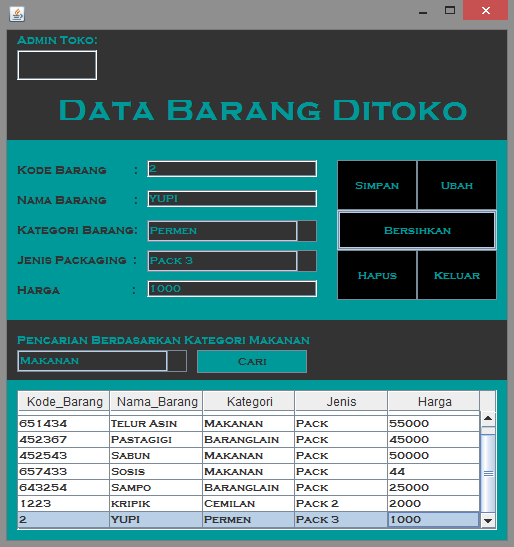 Admin Toko:
Data Barang Ditoko
Kode Barang : 2
Nama Barang : YUPI
Kategori Barang: Permen
Jenis Packaging : Pack 3
Harga : 1000
Simpan Ubah
Bersihkan
Hapus Keluar
Pencarian Berdasarkan Kategori Makanan
Makanan Cari
Kode_Barang Nama_Barang Kategori Jenis Harga
651434 Telur Asin Makanan Pack 55000
452367 Pastagigi Baranglain Pack 45000
452543 Sabun Makanan Pack 50000
657433 Sosis Makanan Pack 44
643254 Sampo Baranglain Pack 25000
1223 kripik Cemilan Pack 2 2000
2 YUPI Permen Pack 3 1000